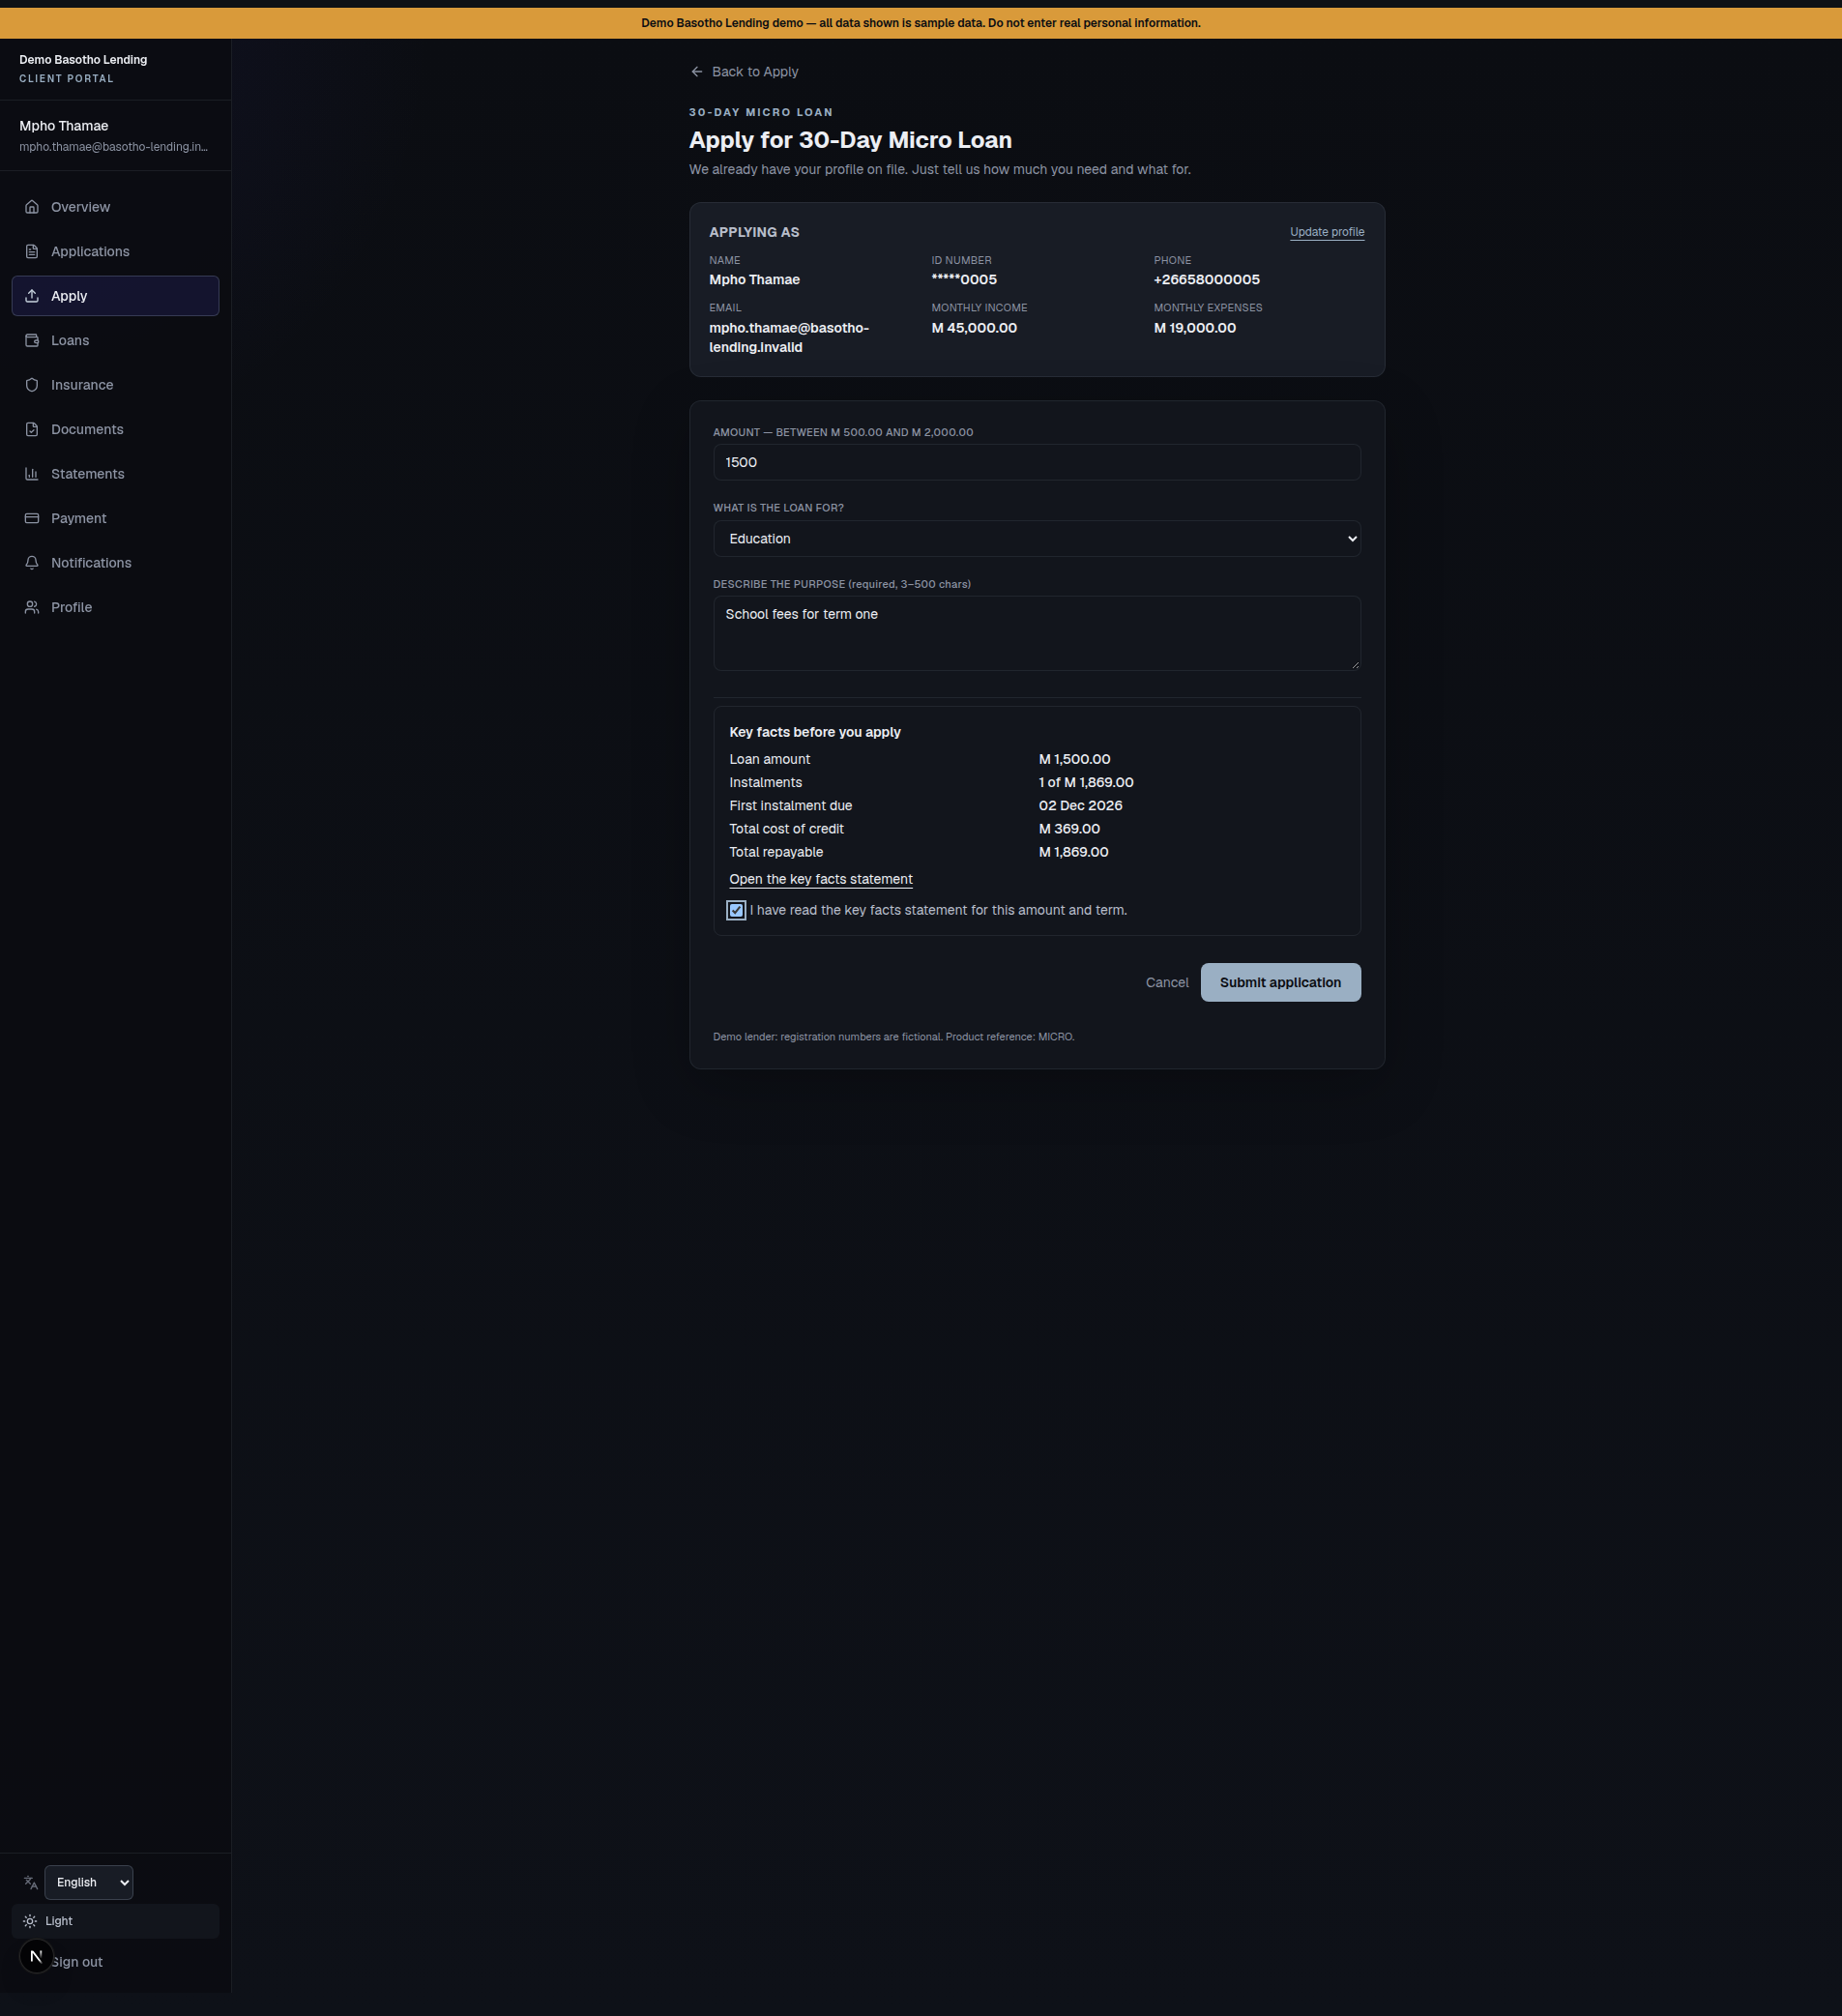 Demo Basotho Lending demo — all data shown is sample data. Do not enter real personal information.
Demo Basotho Lending
CLIENT PORTAL
Mpho Thamae
mpho.thamae@basotho-lending.in...
Overview
Applications
Apply
Loans
Insurance
Documents
Statements
Payment
Notifications
Profile
English
Light
Sign out
Back to Apply
30-DAY MICRO LOAN
Apply for 30-Day Micro Loan
We already have your profile on file. Just tell us how much you need and what for.
APPLYING AS
Update profile
NAME
Mpho Thamae
ID NUMBER
*****0005
PHONE
+26658000005
EMAIL
mpho.thamae@basotho-
lending.invalid
MONTHLY INCOME
M 45,000.00
MONTHLY EXPENSES
M 19,000.00
AMOUNT — BETWEEN M 500.00 AND M 2,000.00
1500
WHAT IS THE LOAN FOR?
Education
DESCRIBE THE PURPOSE (required, 3–500 chars)
School fees for term one
Key facts before you apply
Loan amount M 1,500.00
Instalments 1 of M 1,869.00
First instalment due 02 Dec 2026
Total cost of credit M 369.00
Total repayable M 1,869.00
Open the key facts statement
I have read the key facts statement for this amount and term.
Cancel
Submit application
Demo lender: registration numbers are fictional. Product reference: MICRO.